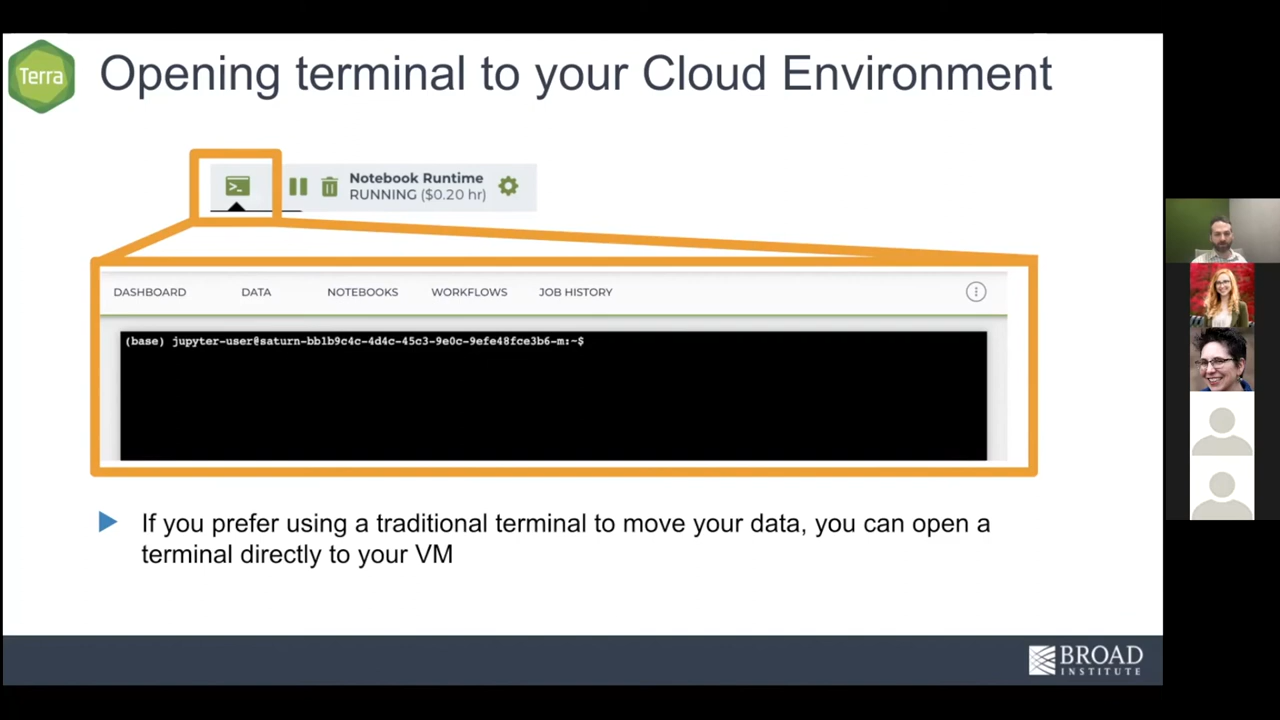 Terra
Opening terminal to your Cloud Environment
>_
Notebook Runtime
RUNNING ($0.20 hr)
DASHBOARD DATA NOTEBOOKS WORKFLOWS JOB HISTORY
(base) jupyter-user@saturn-bb1b9c4c-4d4c-45c3-9e0c-9efe48fce3b6-m:~$
If you prefer using a traditional terminal to move your data, you can open a
terminal directly to your VM
BROAD
INSTITUTE